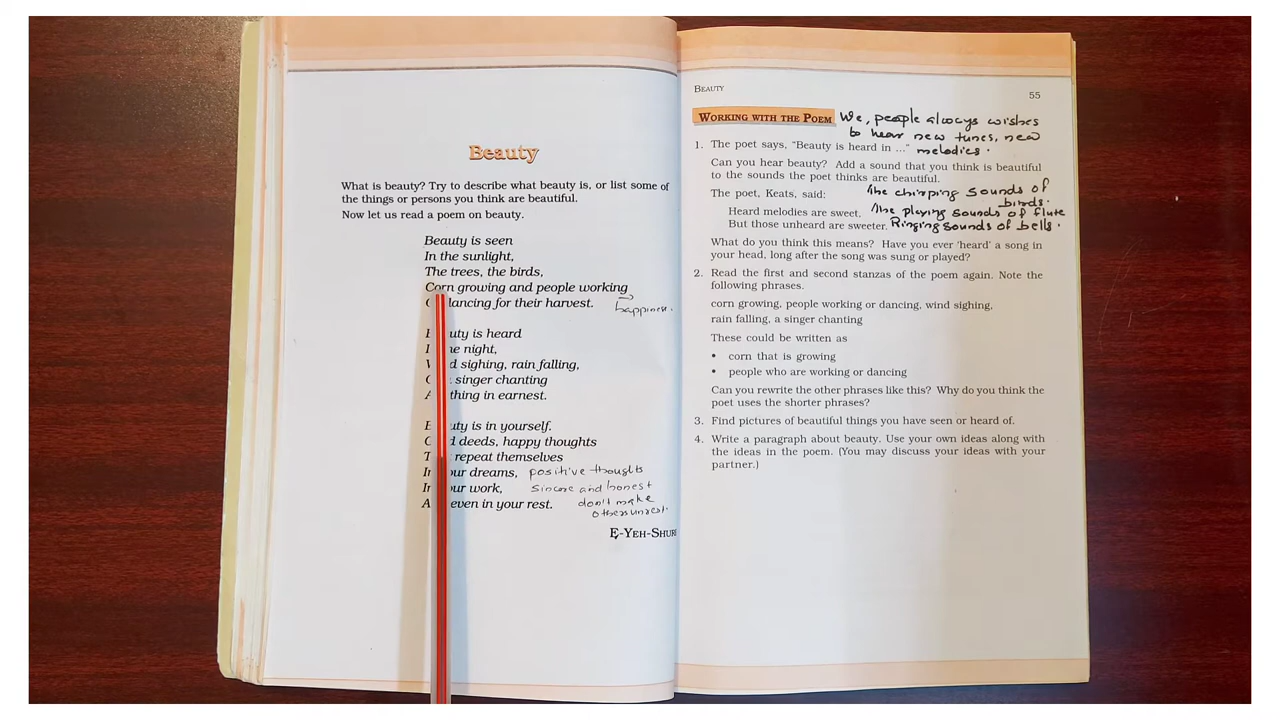 Beauty
What is beauty? Try to describe what beauty is, or list some of
the things or persons you think are beautiful.
Now let us read a poem on beauty.
Beauty is seen
In the sunlight,
The trees, the birds,
Corn growing and people working
dancing for their harvest.
happiness.
is heard
night,
sighing, rain falling,
singer chanting
in earnest.
is in yourself.
deeds, happy thoughts
repeat themselves
dreams, positive thoughts
work, sincere and honest
even in your rest. don't make
others unrest.
E-YEH-SHURE
BEAUTY
55
WORKING WITH THE POEM We, people always wishes
to hear new tunes, new
melodies.
1. The poet says, "Beauty is heard in ..."
Can you hear beauty? Add a sound that you think is beautiful
to the sounds the poet thinks are beautiful.
The poet, Keats, said: The chirping sounds of
birds.
Heard melodies are sweet. The playing sounds of flute
But those unheard are sweeter. Ringing sounds of bells.
What do you think this means? Have you ever 'heard' a song in
your head, long after the song was sung or played?
2. Read the first and second stanzas of the poem again. Note the
following phrases.
corn growing, people working or dancing, wind sighing,
rain falling, a singer chanting
These could be written as
• corn that is growing
• people who are working or dancing
Can you rewrite the other phrases like this? Why do you think the
poet uses the shorter phrases?
3. Find pictures of beautiful things you have seen or heard of.
4. Write a paragraph about beauty. Use your own ideas along with
the ideas in the poem. (You may discuss your ideas with your
partner.)